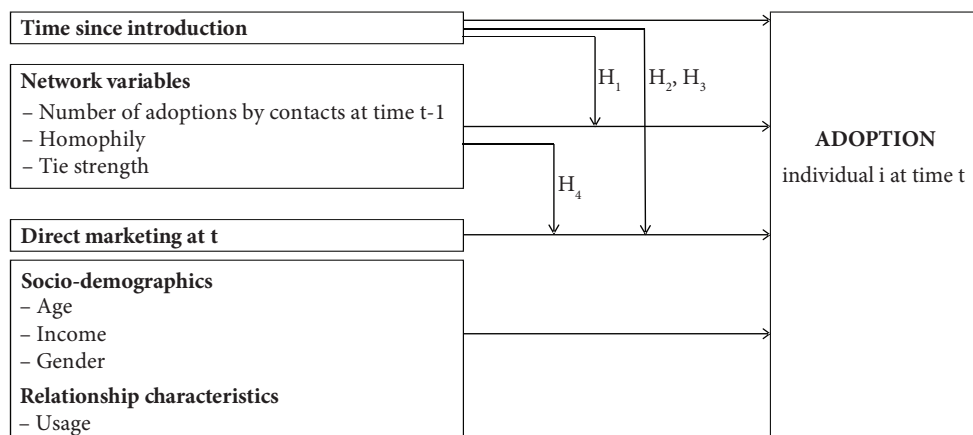 Time since introduction
Network variables
– Number of adoptions by contacts at time t-1
– Homophily
– Tie strength
H₁
H₂, H₃
H₄
ADOPTION
individual i at time t
Direct marketing at t
Socio-demographics
– Age
– Income
– Gender
Relationship characteristics
– Usage